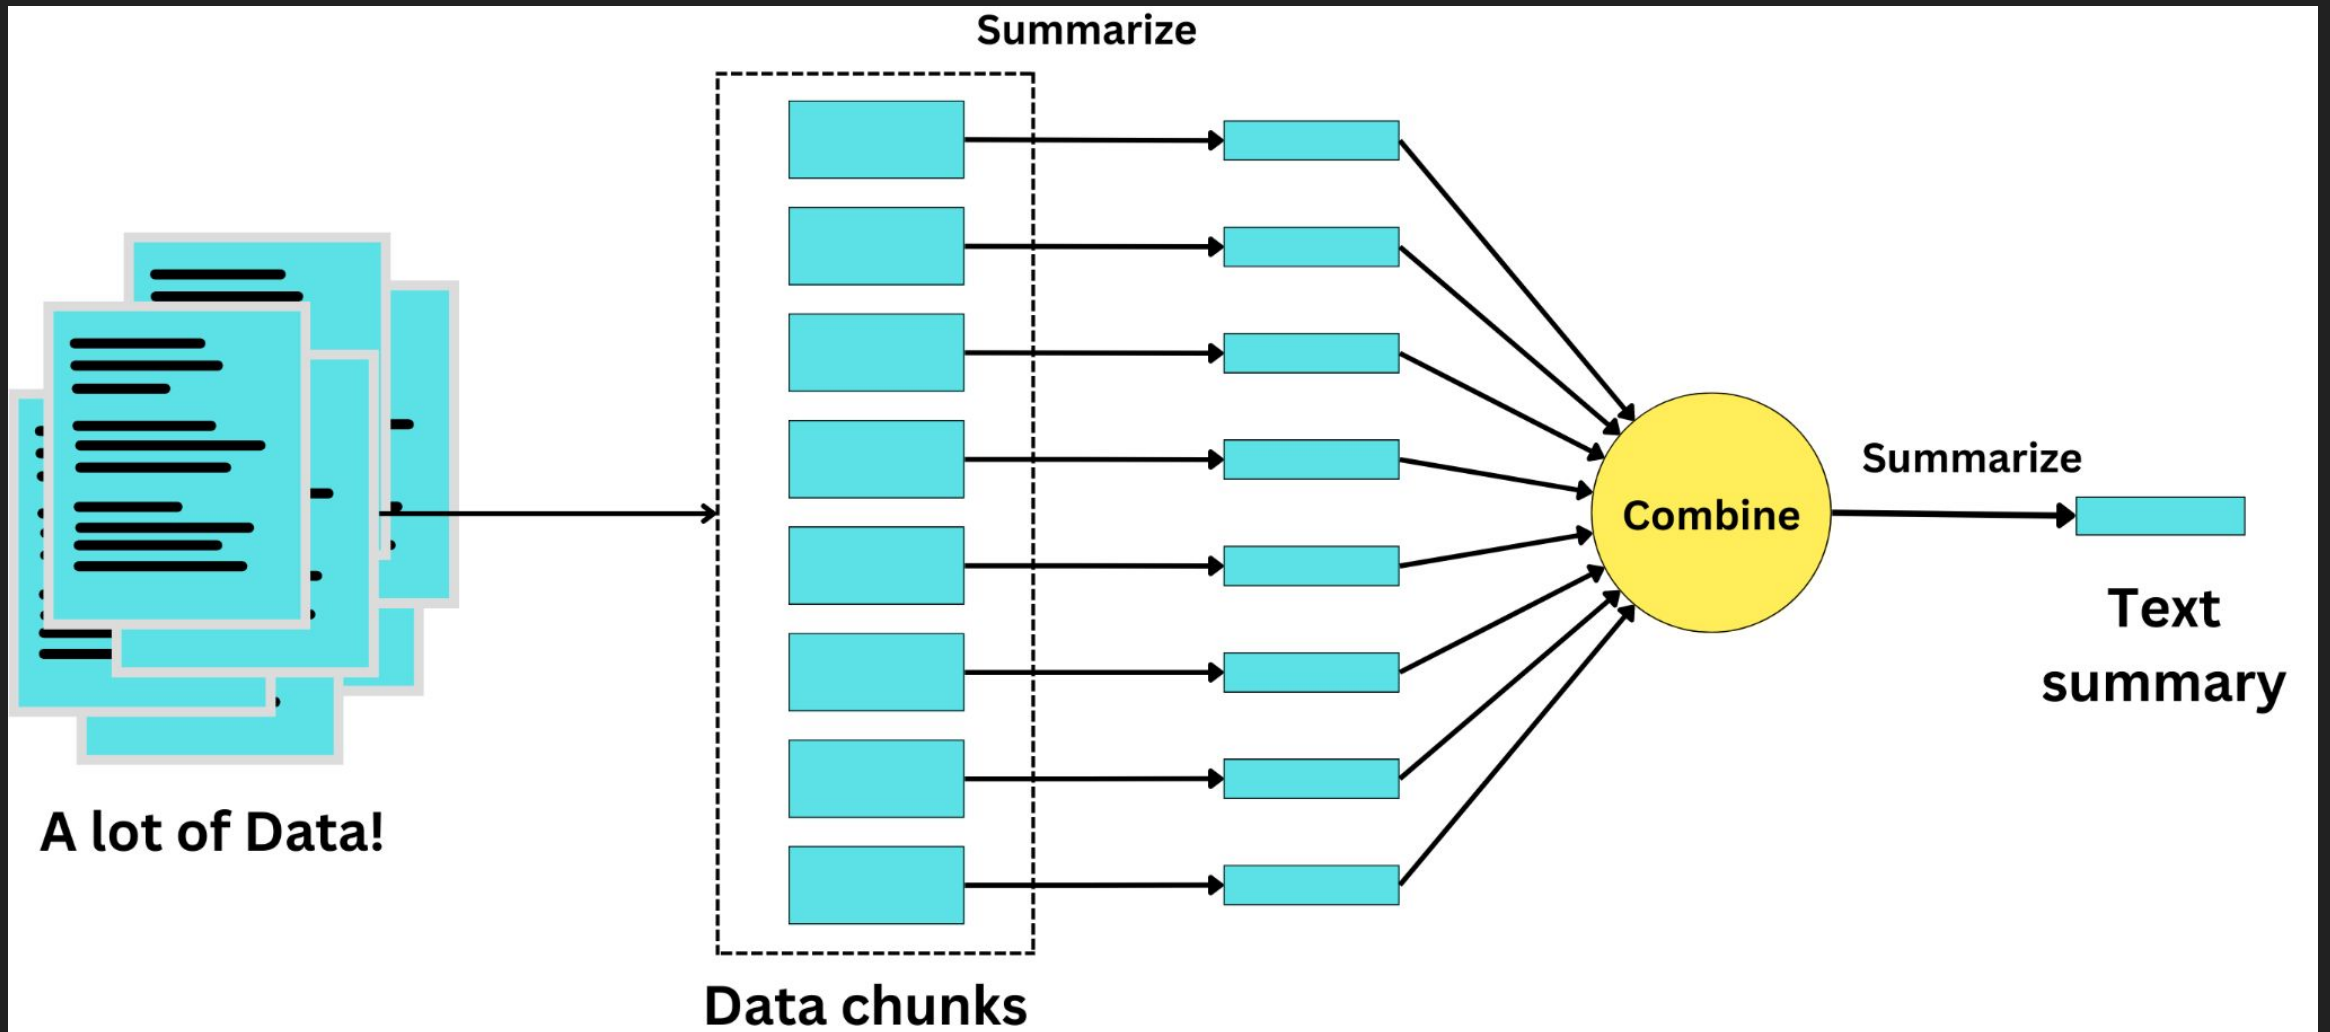 Summarize
Combine
Summarize
Text
summary
A lot of Data!
Data chunks